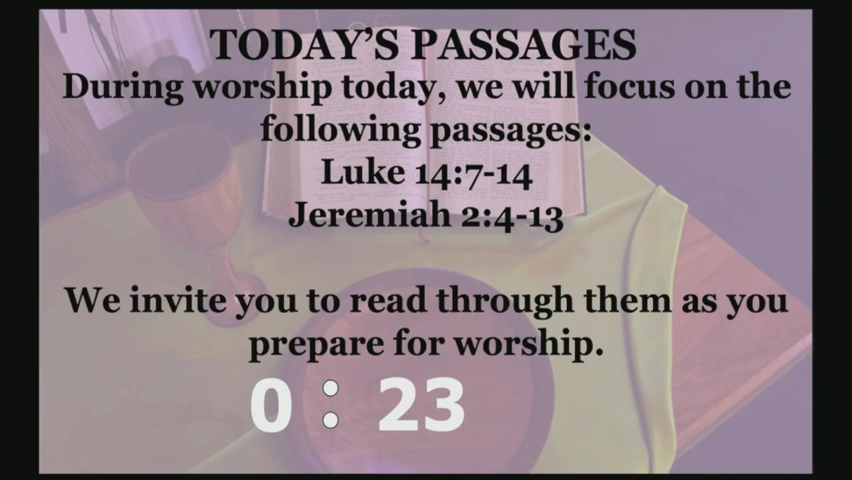 TODAY’S PASSAGES
During worship today, we will focus on the
following passages:
Luke 14:7-14
Jeremiah 2:4-13
We invite you to read through them as you
prepare for worship.
0 : 23